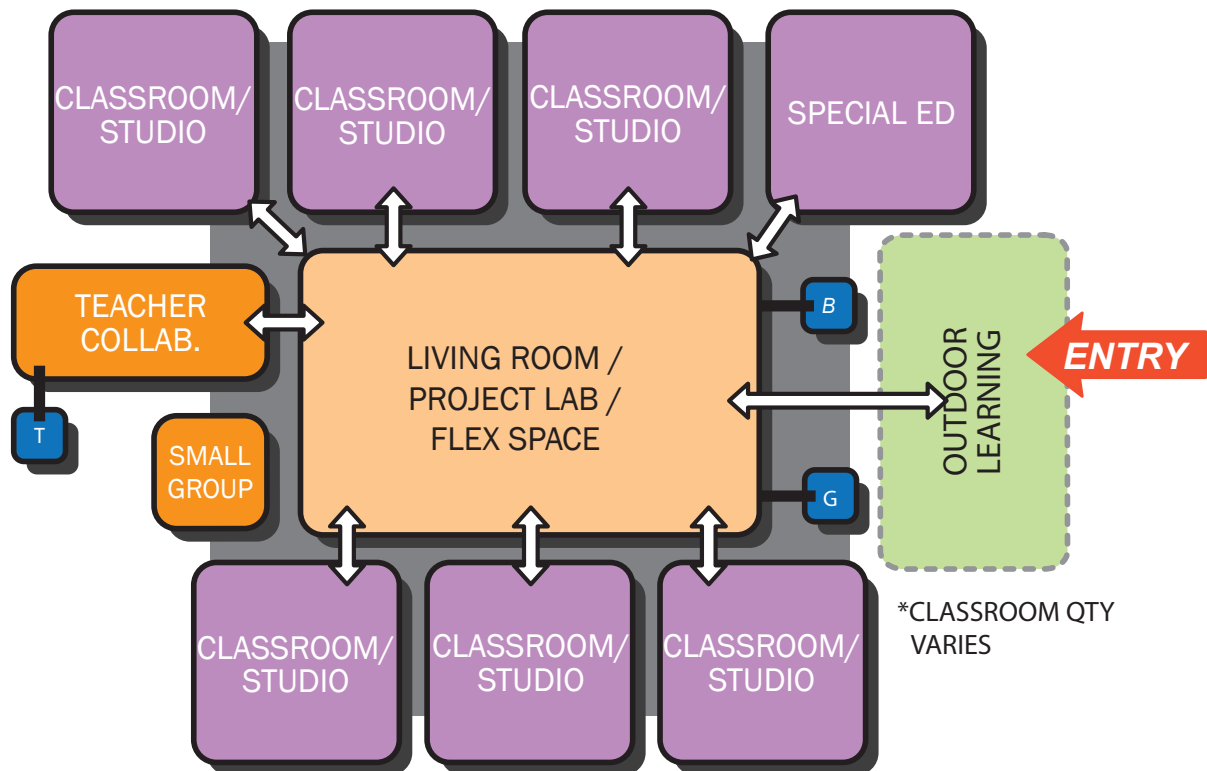 CLASSROOM/
STUDIO
CLASSROOM/
STUDIO
CLASSROOM/
STUDIO
SPECIAL ED
TEACHER
COLLAB.
T
SMALL
GROUP
LIVING ROOM /
PROJECT LAB /
FLEX SPACE
B
G
OUTDOOR
LEARNING
ENTRY
CLASSROOM/
STUDIO
CLASSROOM/
STUDIO
CLASSROOM/
STUDIO
*CLASSROOM QTY
VARIES